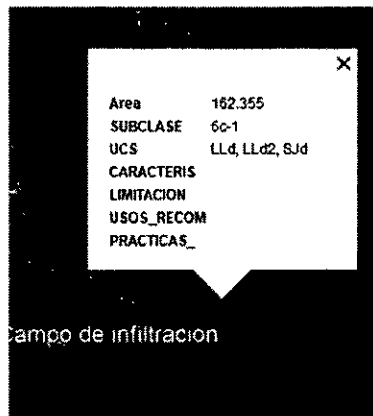 Area 162.355
SUBCLASE 6c-1
UCS LLd, LLd2, SJd
CARACTERIS
LIMITACION
USOS_RECOM
PRACTICAS_
Campo de infiltracion